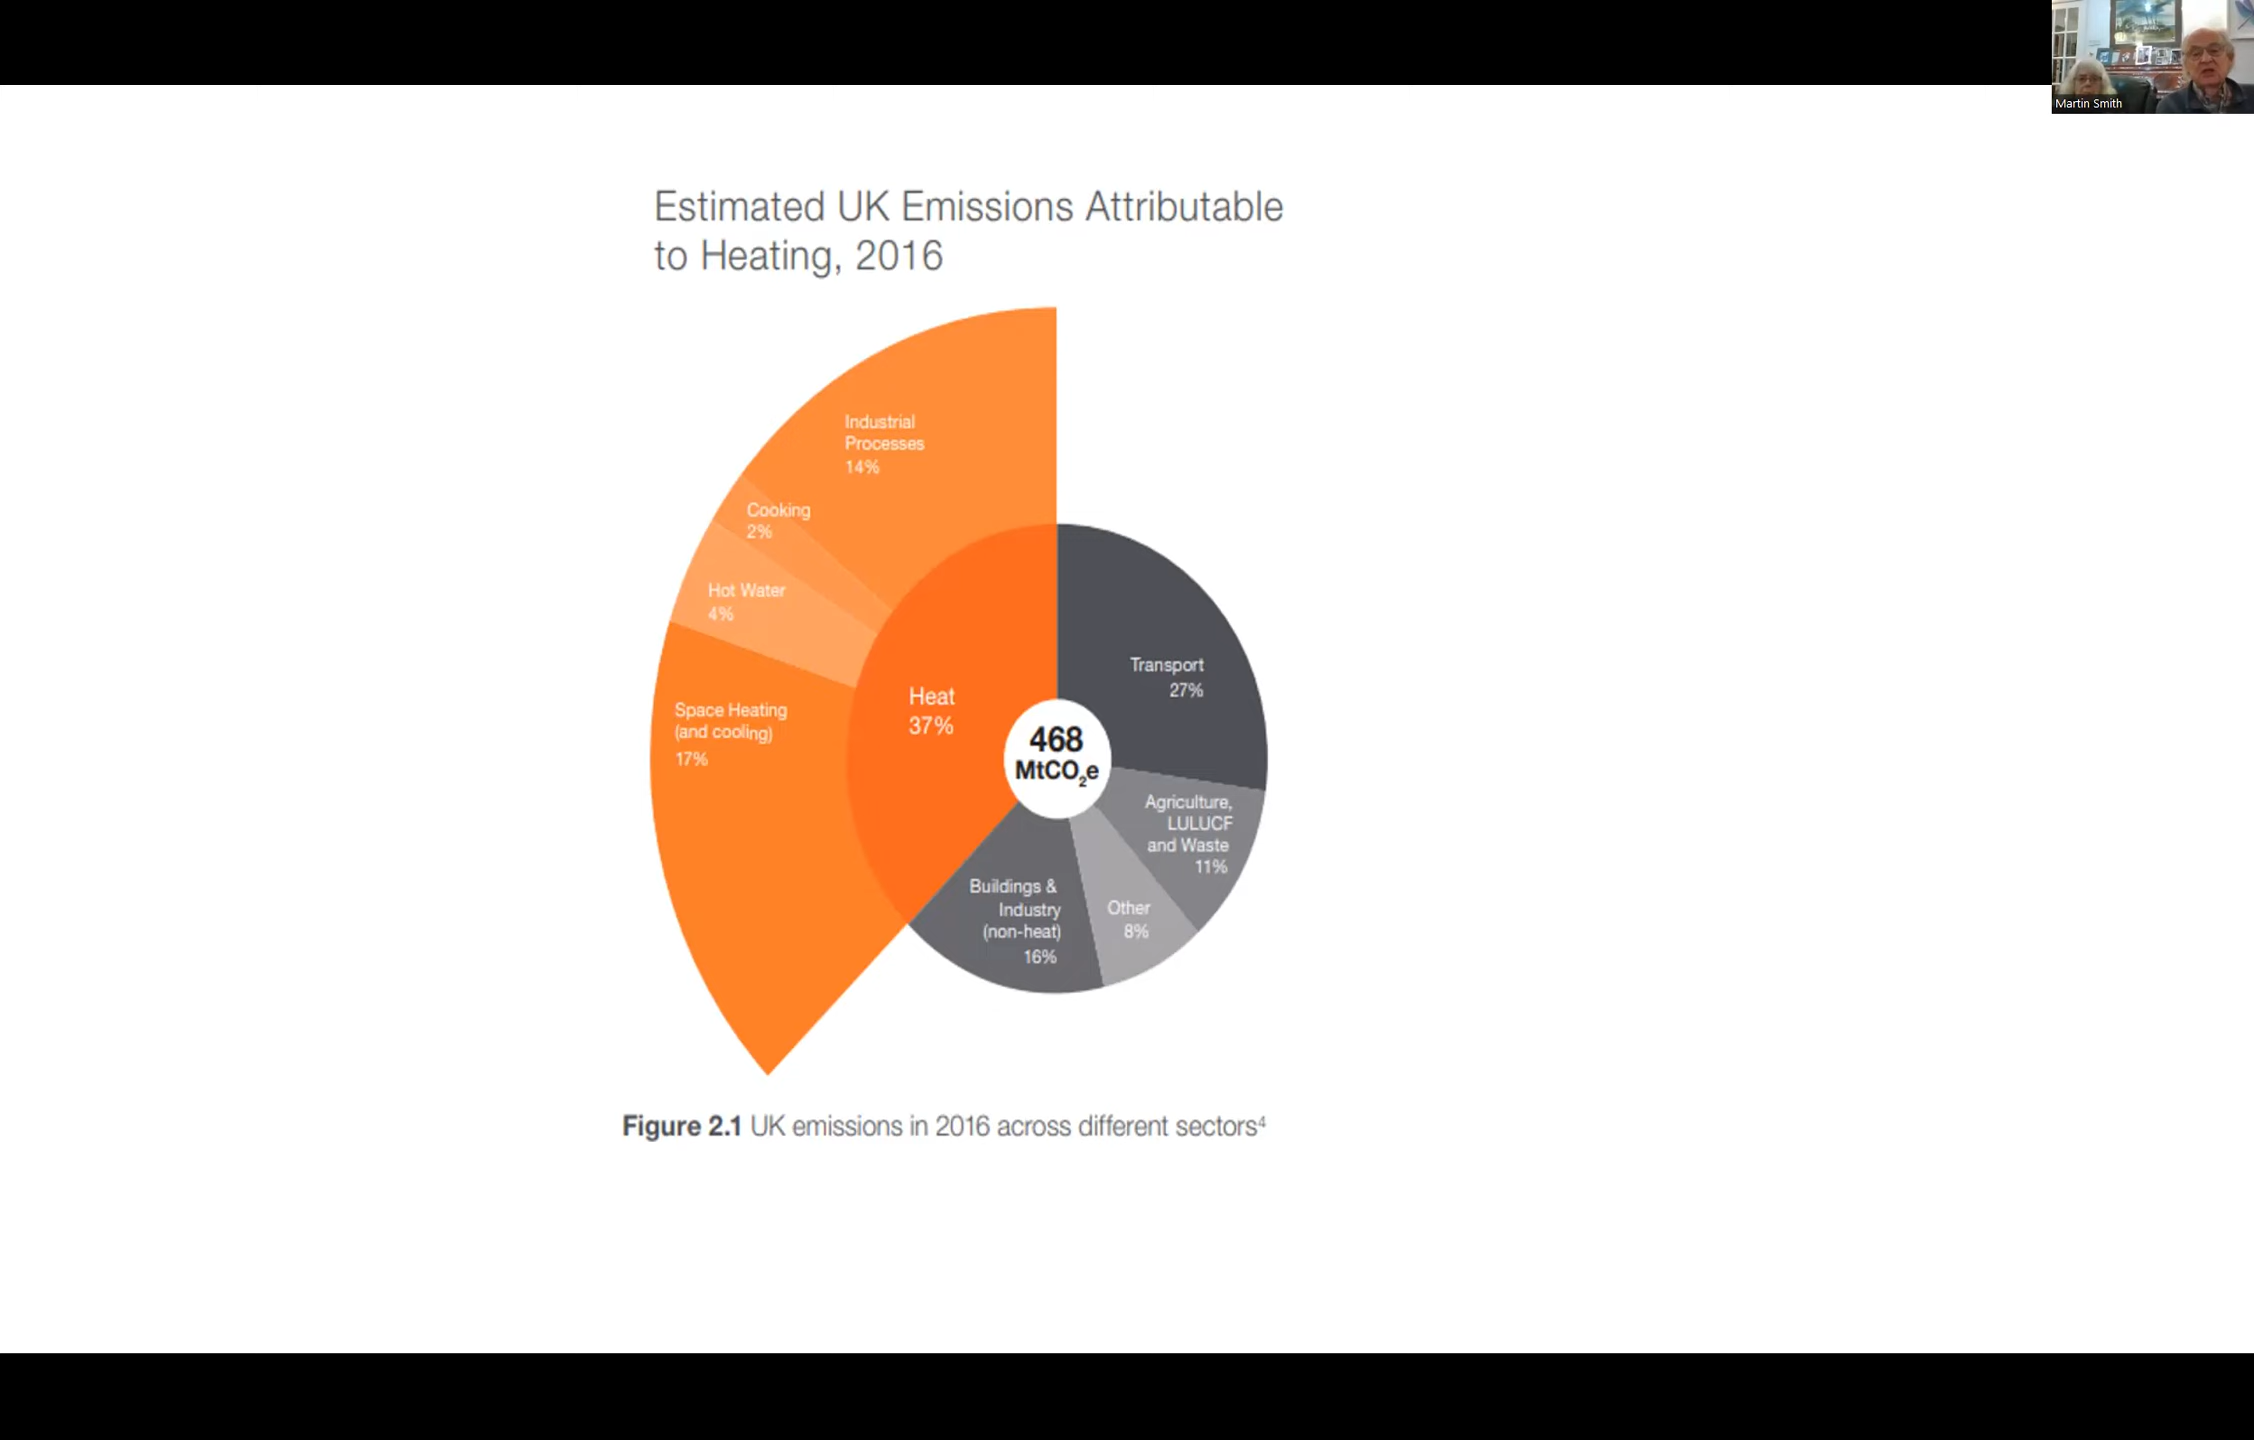 Martin Smith
Estimated UK Emissions Attributable
to Heating, 2016
Industrial
Processes
14%
Cooking
2%
Hot Water
4%
Space Heating
(and cooling)
17%
Heat
37%
468
MtCO₂e
Transport
27%
Agriculture,
LULUCF
and Waste
11%
Other
8%
Buildings &
Industry
(non-heat)
16%
Figure 2.1 UK emissions in 2016 across different sectors⁴